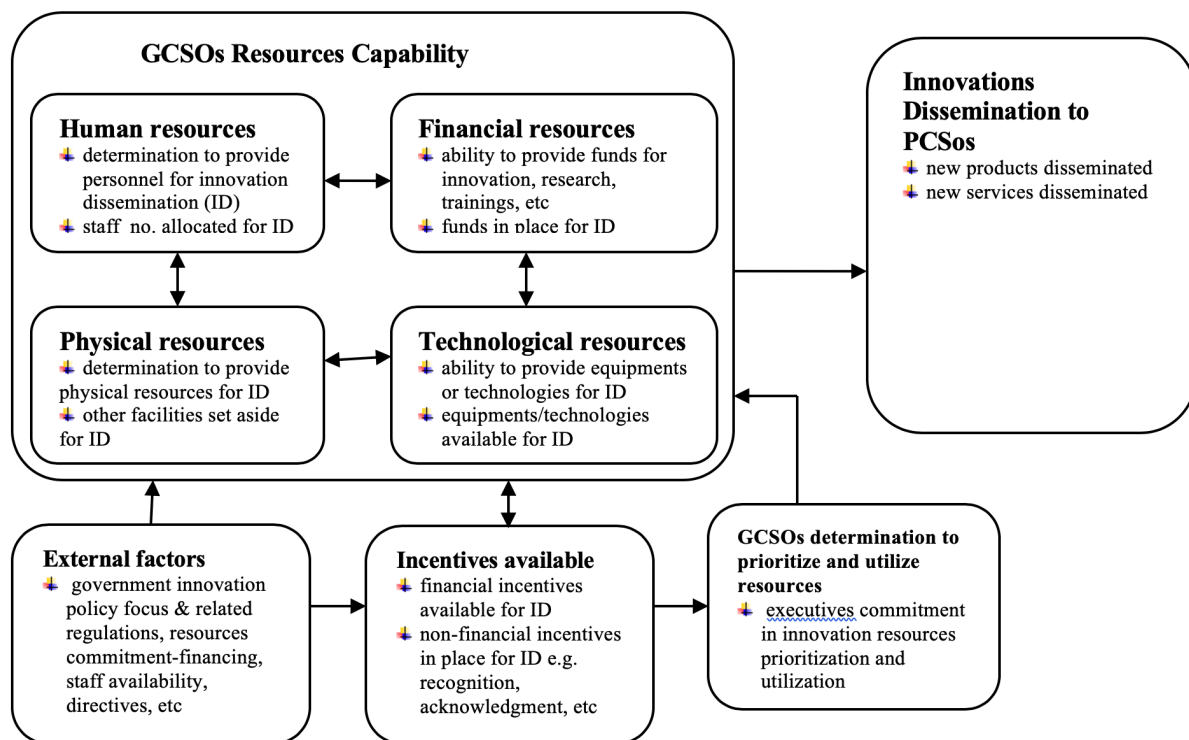 GCSOs Resources Capability
Human resources
determination to provide
personnel for innovation
dissemination (ID)
staff no. allocated for ID
Financial resources
ability to provide funds for
innovation, research,
trainings, etc
funds in place for ID
Physical resources
determination to provide
physical resources for ID
other facilities set aside
for ID
Technological resources
ability to provide equipments
or technologies for ID
equipments/technologies
available for ID
Innovations
Dissemination to
PCSos
new products disseminated
new services disseminated
External factors
government innovation
policy focus & related
regulations, resources
commitment-financing,
staff availability,
directives, etc
Incentives available
financial incentives
available for ID
non-financial incentives
in place for ID e.g.
recognition,
acknowledgment, etc
GCSOs determination to
prioritize and utilize
resources
executives commitment
in innovation resources
prioritization and
utilization